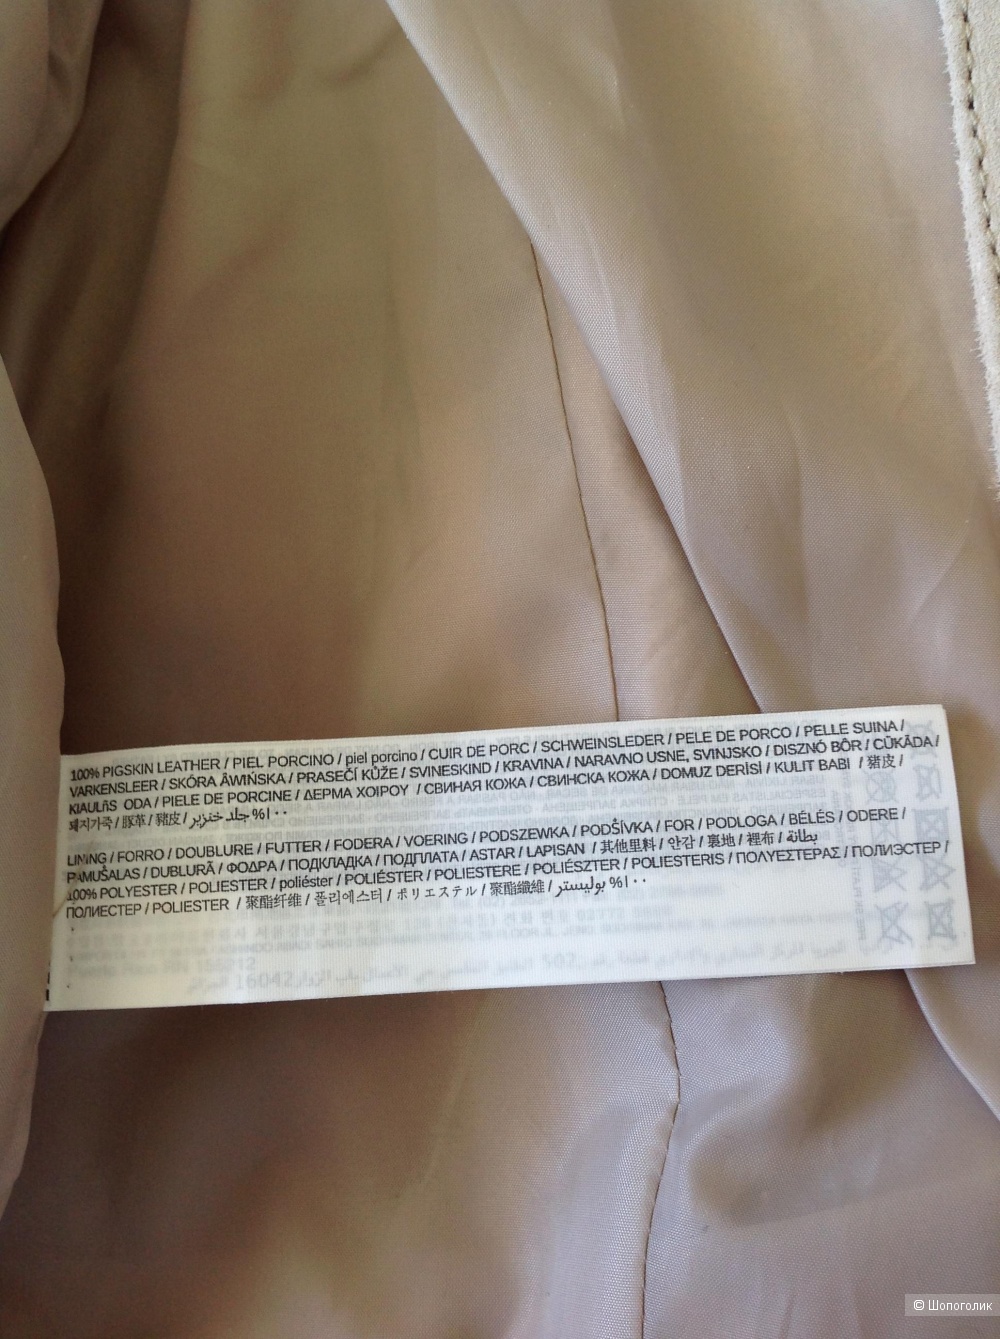 100% PIGSKIN LEATHER / PIEL PORCINO / piel porcino / CUIR DE PORC / SCHWEINSLEDER / PELE DE PORCO / PELLE SUINA /
VARKENSLEER / SKÓRA ÂWIŃSKA / PRASEČÍ KŮŽE / SVINESKIND / KRAVINA / NARAVNO USNE, SVINJSKO / DISZNÓ BŐR / CŪKĀDA /
ODA / PIELE DE PORCINE / ΔΕΡΜΑ ΧΟΙΡΟΥ / СВИНАЯ КОЖА / СВИНСКА КОЖА / DOMUZ DERİSİ / KULIT BABI / 豬皮 /
돼지가죽 / 豚革 / 豬皮 / جلد خنزير %١٠٠
LINING / FORRO / DOUBLURE / FUTTER / FODERA / VOERING / PODSZEWKA / PODŠÍVKA / FOR / PODLOGA / BÉLÉS / ODERE /
PAMUŠALAS / DUBLURĂ / ΦΟΔΡΑ / ПОДКЛАДКА / ПОДПЛАТА / ASTAR / LAPISAN / 其他里料 / 안감 / 裏地 / 裡布 / بطانة
100% POLYESTER / POLIESTER / poliéster / POLIÉSTER / POLIESTERE / POLIÉSZTER / POLIESTERIS / ΠΟΛΥΕΣΤΕΡΑΣ / ПОЛИЭСТЕР /
ПОЛИЕСТЕР / POLIESTER / 聚酯纤维 / 폴리에스터 / ポリエステル / 聚酯纖維 / بوليستر %١٠٠
© Шопоголик